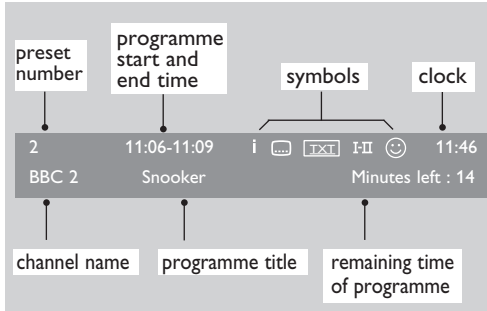 preset
number
programme
start and
end time
symbols
clock
2 11:06-11:09 i TXT I-II 11:46
BBC 2 Snooker Minutes left : 14
channel name
programme title
remaining time
of programme